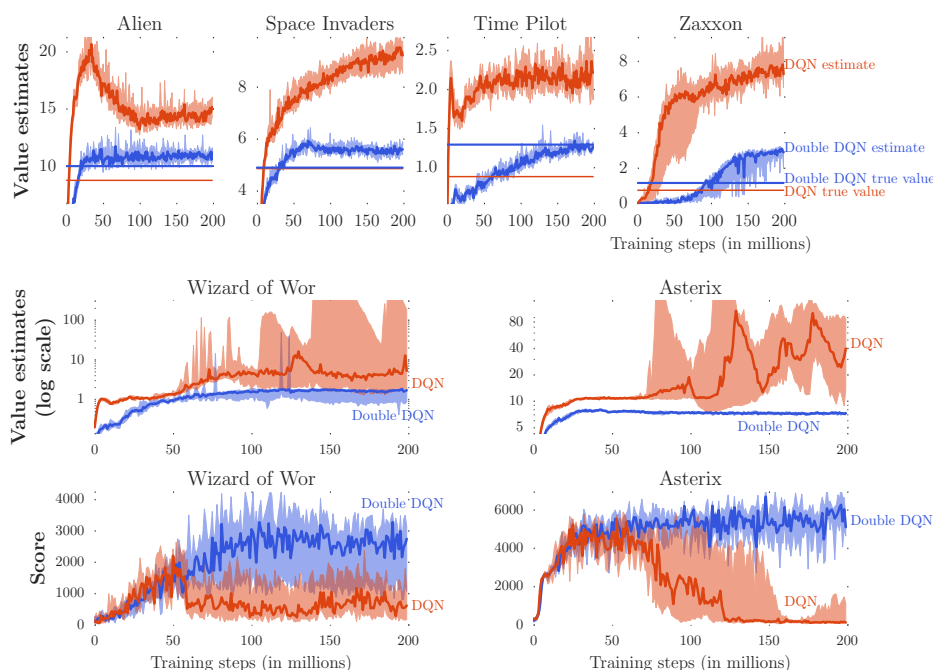 Alien
Space Invaders
Time Pilot
Zaxxon
Value estimates
20
15
10
0 50 100 150 200
8
6
4
0 50 100 150 200
2.5
2.0
1.5
1.0
0 50 100 150 200
8
6
4
2
0
0 50 100 150 200
DQN estimate
Double DQN estimate
Double DQN true value
DQN true value
Training steps (in millions)
Wizard of Wor
Asterix
Value estimates
(log scale)
100
10
1
DQN
Double DQN
0 50 100 150 200
80
40
20
10
5
DQN
Double DQN
0 50 100 150 200
Wizard of Wor
Asterix
Score
4000
3000
2000
1000
0
Double DQN
DQN
0 50 100 150 200
Training steps (in millions)
6000
4000
2000
0
Double DQN
DQN
0 50 100 150 200
Training steps (in millions)